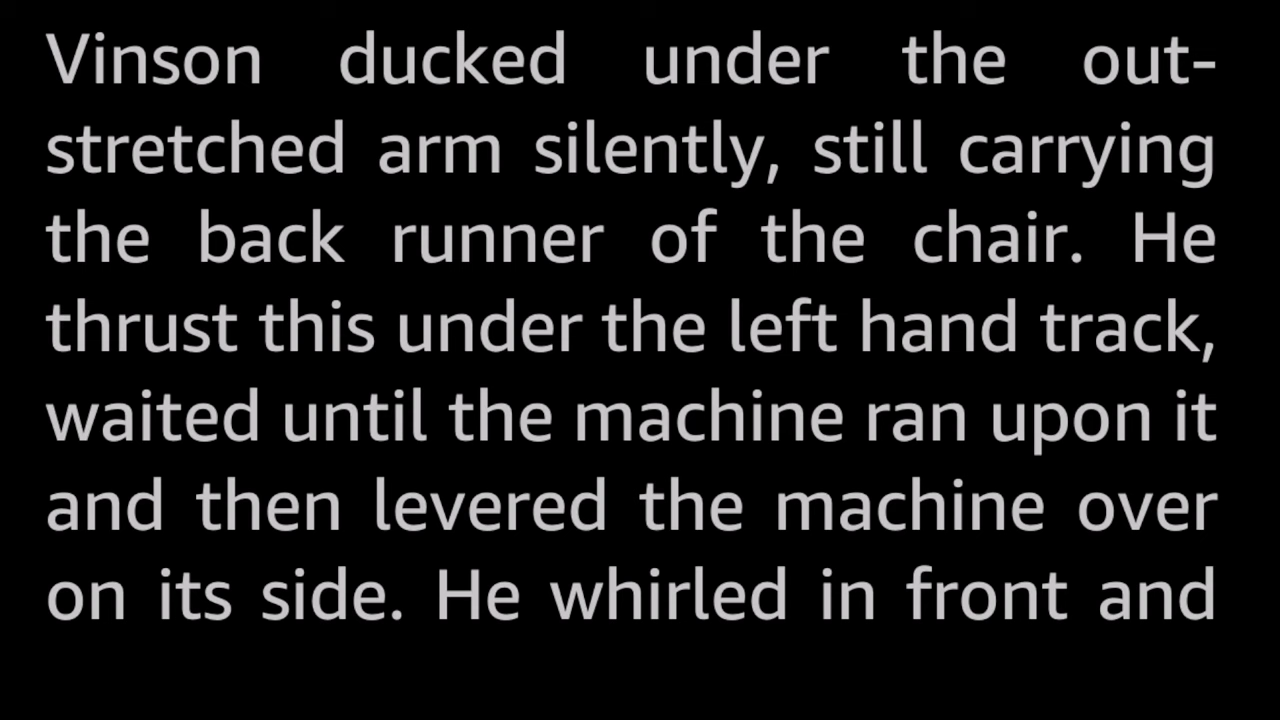 Vinson ducked under the out-
stretched arm silently, still carrying
the back runner of the chair. He
thrust this under the left hand track,
waited until the machine ran upon it
and then levered the machine over
on its side. He whirled in front and